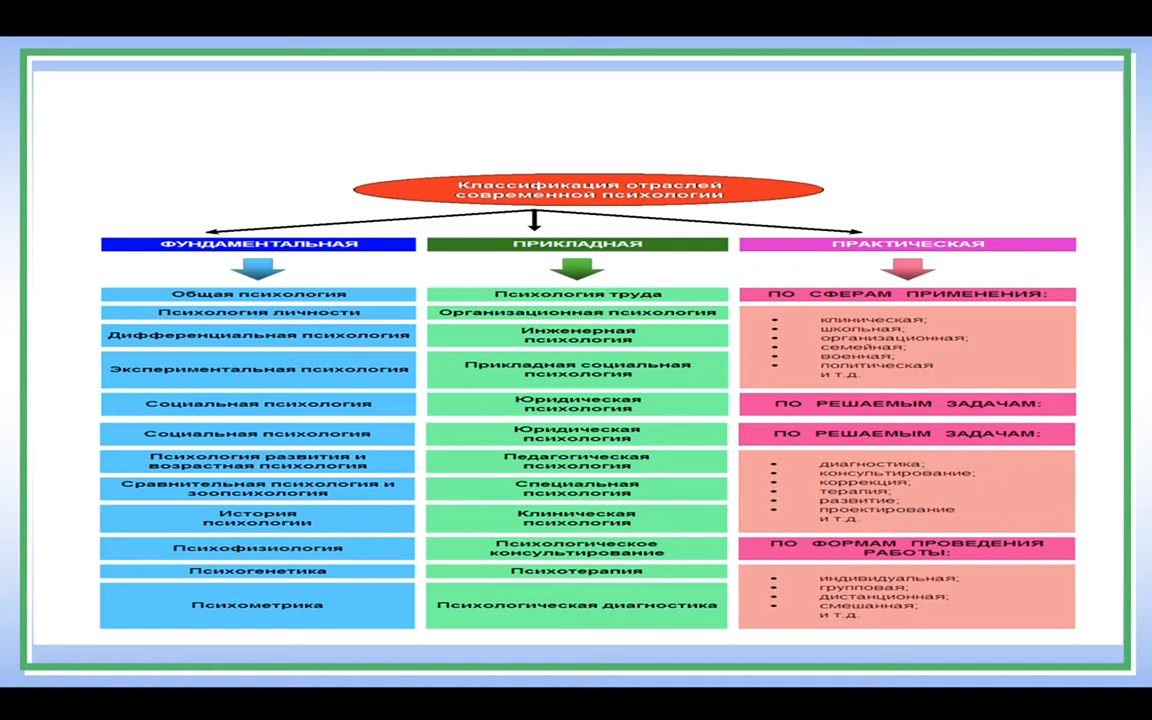 Классификация отраслей
современной психологии
ФУНДАМЕНТАЛЬНАЯ
Общая психология
Психология личности
Дифференциальная психология
Экспериментальная психология
Социальная психология
Социальная психология
Психология развития и
возрастная психология
Сравнительная психология и
зоопсихология
История
психологии
Психофизиология
Психогенетика
Психометрика
ПРИКЛАДНАЯ
Психология труда
Организационная психология
Инженерная
психология
Прикладная социальная
психология
Юридическая
психология
Юридическая
психология
Педагогическая
психология
Специальная
психология
Клиническая
психология
Психологическое
консультирование
Психотерапия
Психологическая диагностика
ПРАКТИЧЕСКАЯ
ПО СФЕРАМ ПРИМЕНЕНИЯ:
• клиническая;
• школьная;
• организационная;
• семейная;
• военная;
• политическая
и т.д.
ПО РЕШАЕМЫМ ЗАДАЧАМ:
ПО РЕШАЕМЫМ ЗАДАЧАМ:
• диагностика;
• консультирование;
• коррекция;
• терапия;
• развитие;
• проектирование
и т.д.
ПО ФОРМАМ ПРОВЕДЕНИЯ
РАБОТЫ:
• индивидуальная;
• групповая;
• дистанционная;
• смешанная;
и т.д.